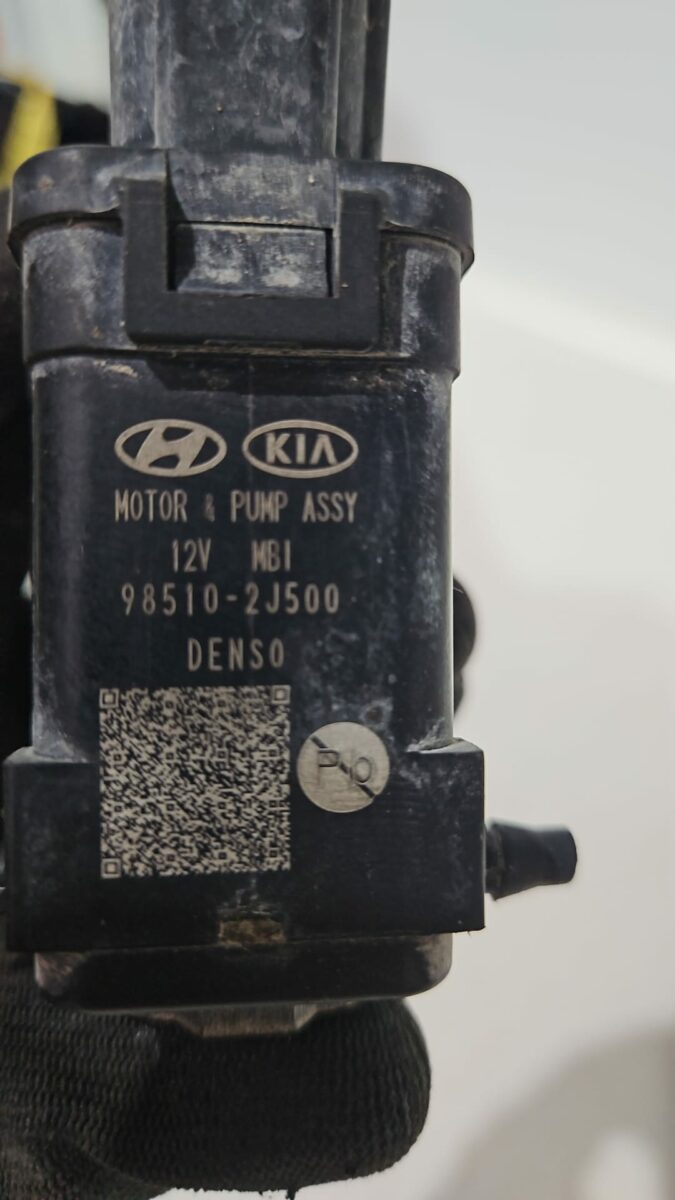 KIA
MOTOR & PUMP ASSY
12V MBI
98510-2J500
DENSO